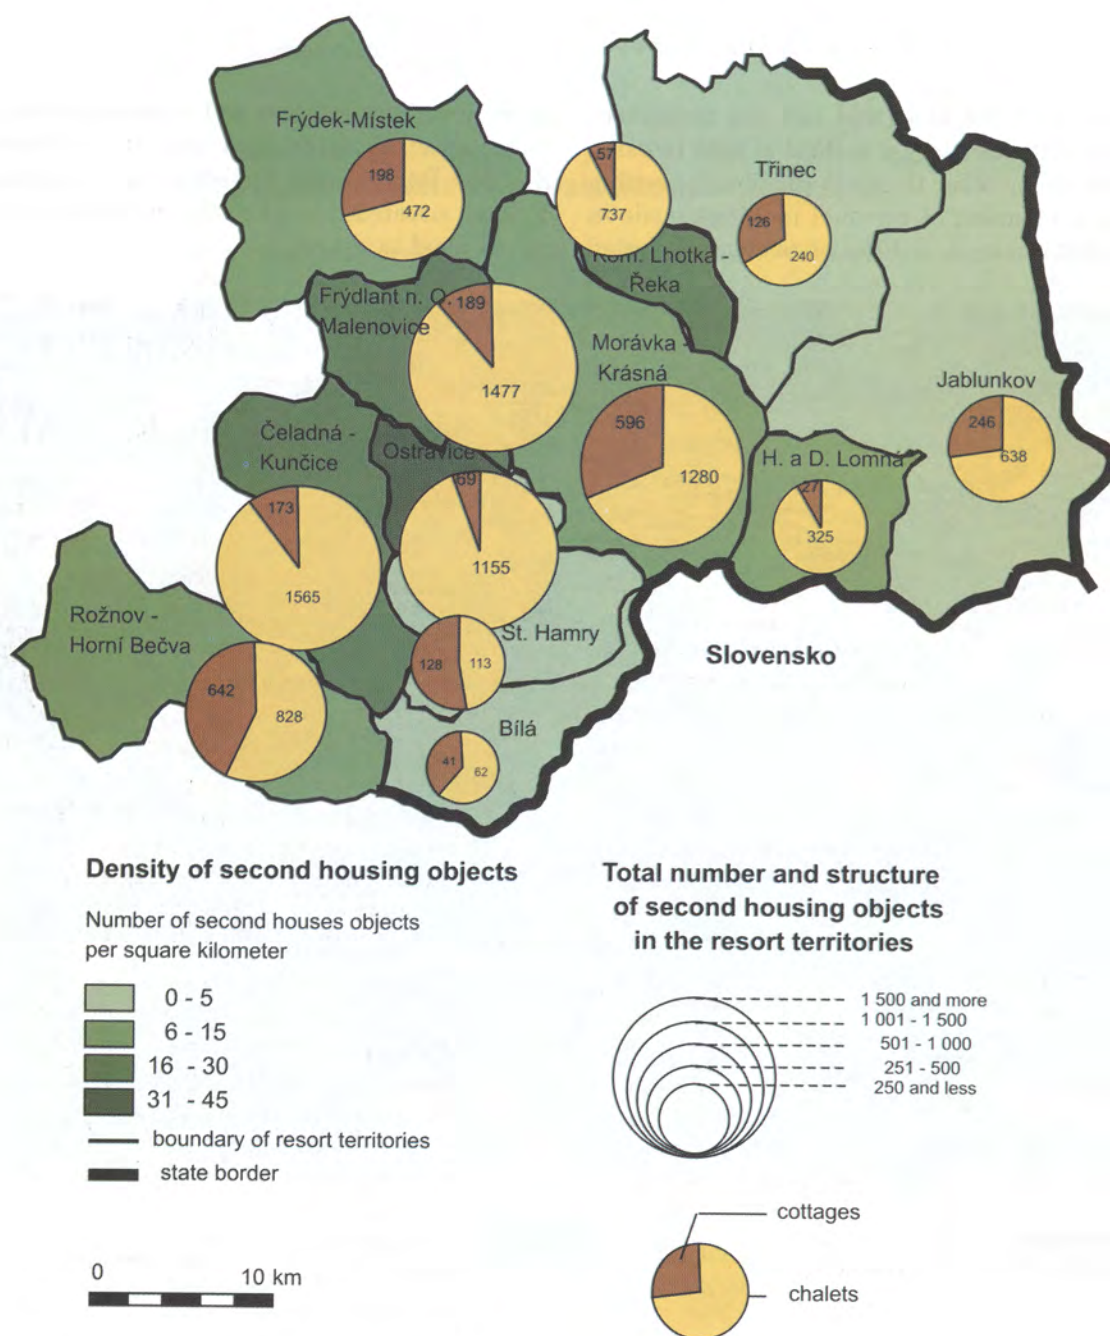 Frýdek-Místek
198
472
57
737
Třinec
126
240
Kom. Lhotka -
Řeka
Frýdlant n. O.
Malenovice
189
1477
Morávka -
Krásná
596
1280
Jablunkov
246
638
Čeladná -
Kunčice
173
1565
Ostravice
1155
H. a D. Lomná
27
325
Rožnov -
Horní Bečva
642
828
St. Hamry
128
113
Slovensko
Bílá
41
62
Density of second housing objects
Number of second houses objects
per square kilometer
0 - 5
6 - 15
16 - 30
31 - 45
boundary of resort territories
state border
0 10 km
Total number and structure
of second housing objects
in the resort territories
1 500 and more
1 001 - 1 500
501 - 1 000
251 - 500
250 and less
cottages
chalets